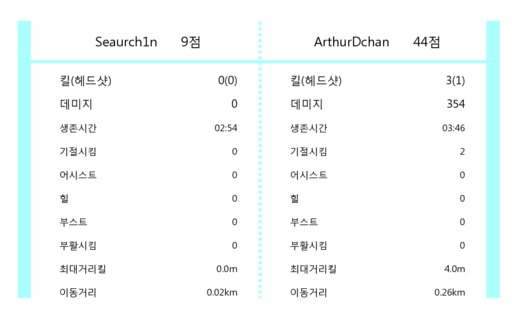 Seaurch1n 9점 ArthurDchan 44점
킬(헤드샷) 0(0) 킬(헤드샷) 3(1)
데미지 0 데미지 354
생존시간 02:54 생존시간 03:46
기절시킴 0 기절시킴 2
어시스트 0 어시스트 0
힐 0 힐 0
부스트 0 부스트 0
부활시킴 0 부활시킴 0
최대거리킬 0.0m 최대거리킬 4.0m
이동거리 0.02km 이동거리 0.26km